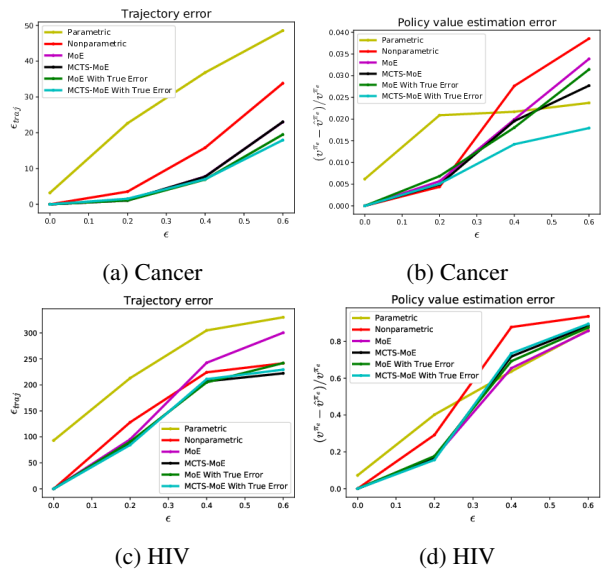 Trajectory error
50
40
30
20
10
0
ϵtraj
Parametric
Nonparametric
MoE
MCTS-MoE
MoE With True Error
MCTS-MoE With True Error
0.0 0.1 0.2 0.3 0.4 0.5 0.6
ϵ
(a) Cancer
Policy value estimation error
0.040
0.035
0.030
0.025
0.020
0.015
0.010
0.005
0.000
(v^πe − v̂^πe)/v^πe
Parametric
Nonparametric
MoE
MCTS-MoE
MoE With True Error
MCTS-MoE With True Error
0.0 0.1 0.2 0.3 0.4 0.5 0.6
ϵ
(b) Cancer
Trajectory error
300
250
200
150
100
50
0
ϵtraj
Parametric
Nonparametric
MoE
MCTS-MoE
MoE With True Error
MCTS-MoE With True Error
0.0 0.1 0.2 0.3 0.4 0.5 0.6
ϵ
(c) HIV
Policy value estimation error
0.8
0.6
0.4
0.2
0.0
(v^πe − v̂^πe)/v^πe
Parametric
Nonparametric
MoE
MCTS-MoE
MoE With True Error
MCTS-MoE With True Error
0.0 0.1 0.2 0.3 0.4 0.5 0.6
ϵ
(d) HIV